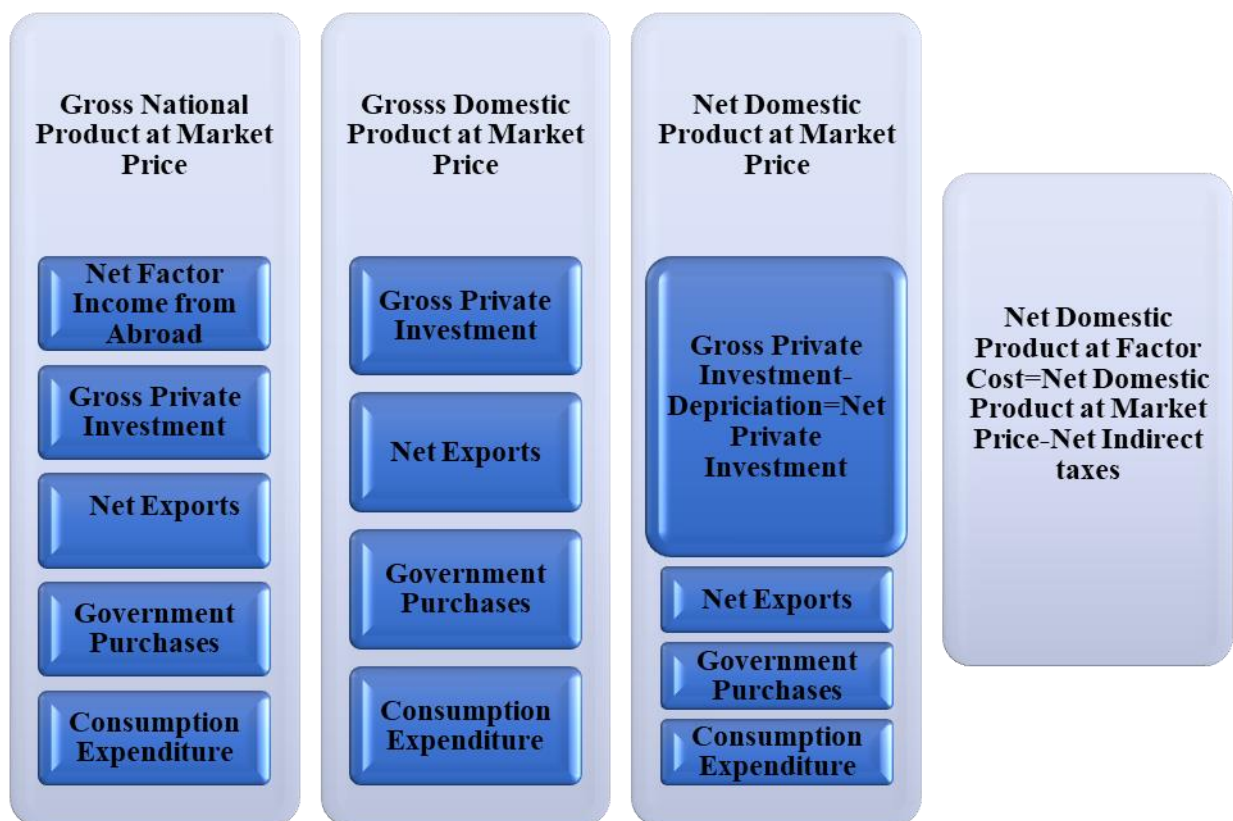 Gross National
Product at Market
Price
Net Factor
Income from
Abroad
Gross Private
Investment
Net Exports
Government
Purchases
Consumption
Expenditure
Grosss Domestic
Product at Market
Price
Gross Private
Investment
Net Exports
Government
Purchases
Consumption
Expenditure
Net Domestic
Product at Market
Price
Gross Private
Investment-
Depriciation=Net
Private
Investment
Net Exports
Government
Purchases
Consumption
Expenditure
Net Domestic
Product at Factor
Cost=Net Domestic
Product at Market
Price-Net Indirect
taxes